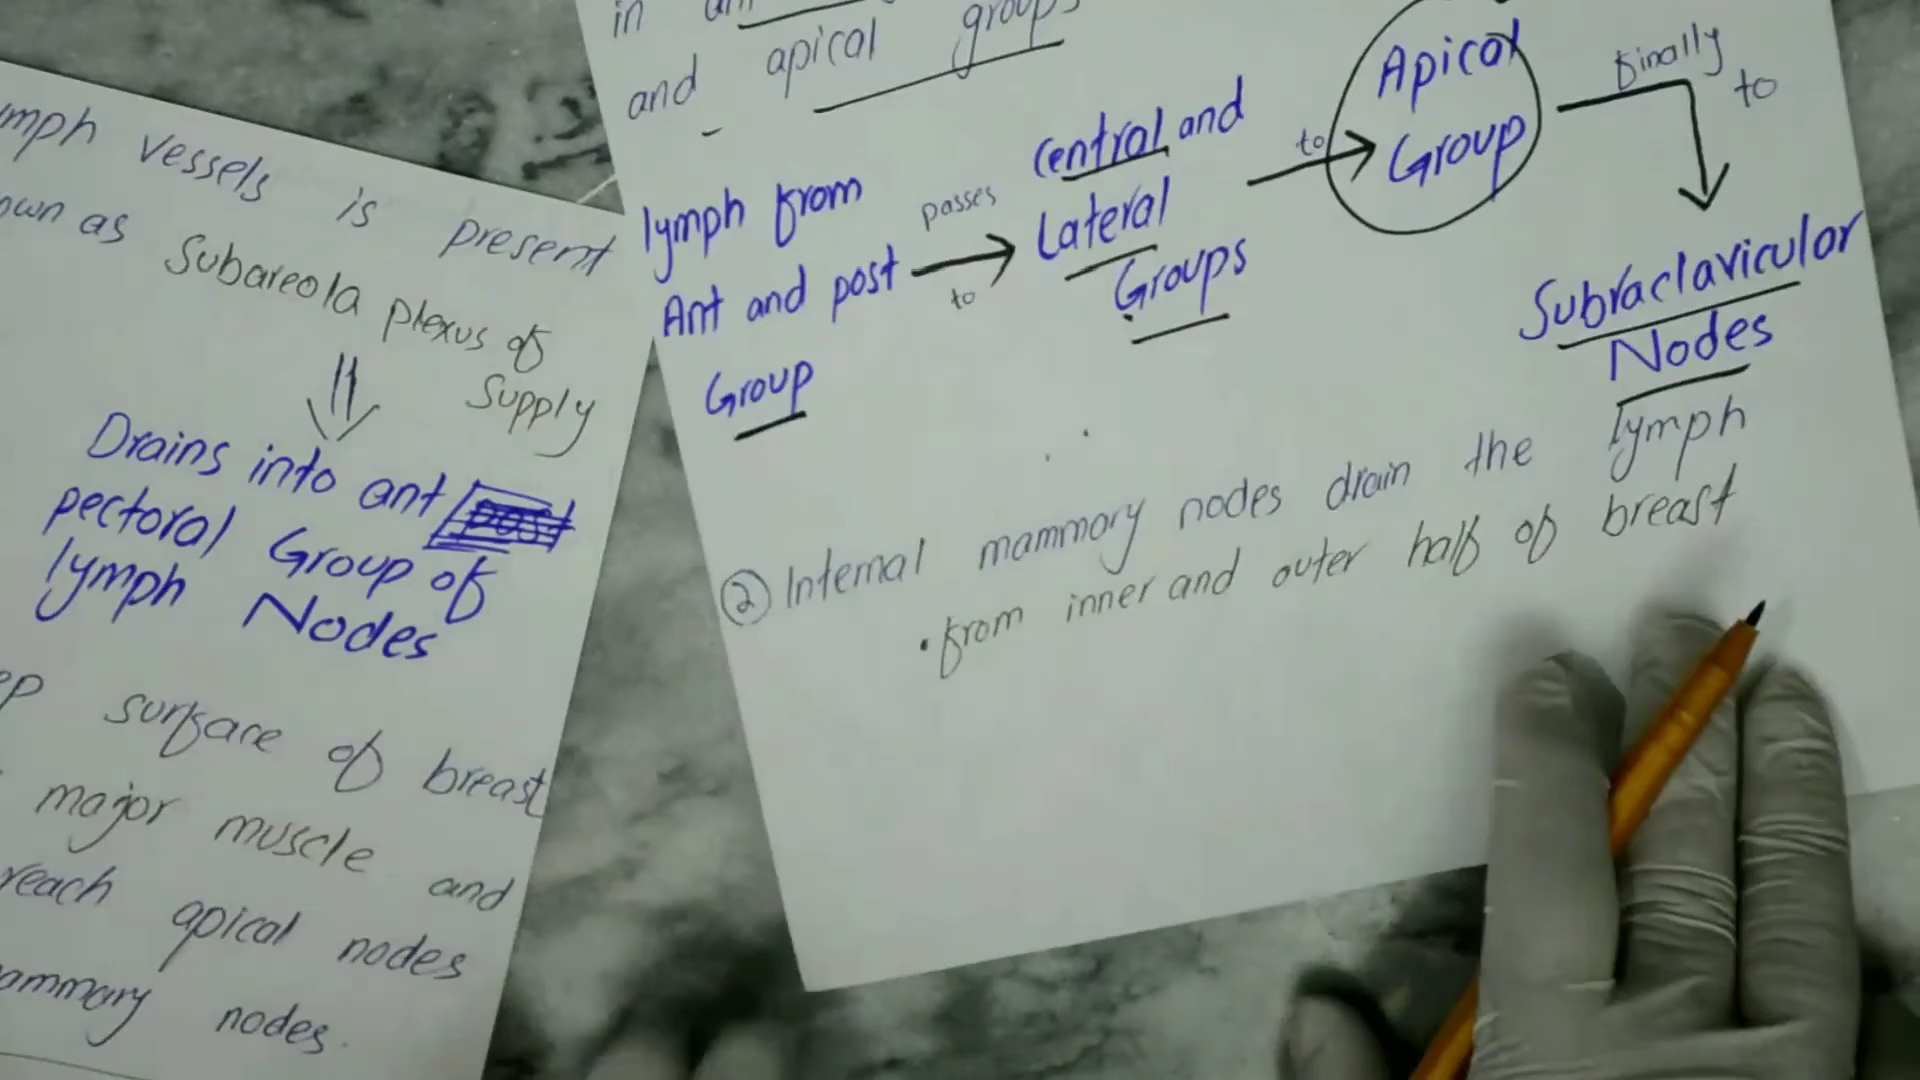 mph vessels is present
own as Subareola plexus of
Supply
Drains into ant
pectoral Group of
lymph Nodes
surface of breast
major muscle and
reach apical nodes
ammary nodes.
in
and apical groups
lymph from
Ant and post
Group
passes
to
central and
Lateral
Groups
to
Apical
Group
finally
to
Subraclavicular
Nodes
② Internal mammary nodes drain the lymph
• from inner and outer half of breast